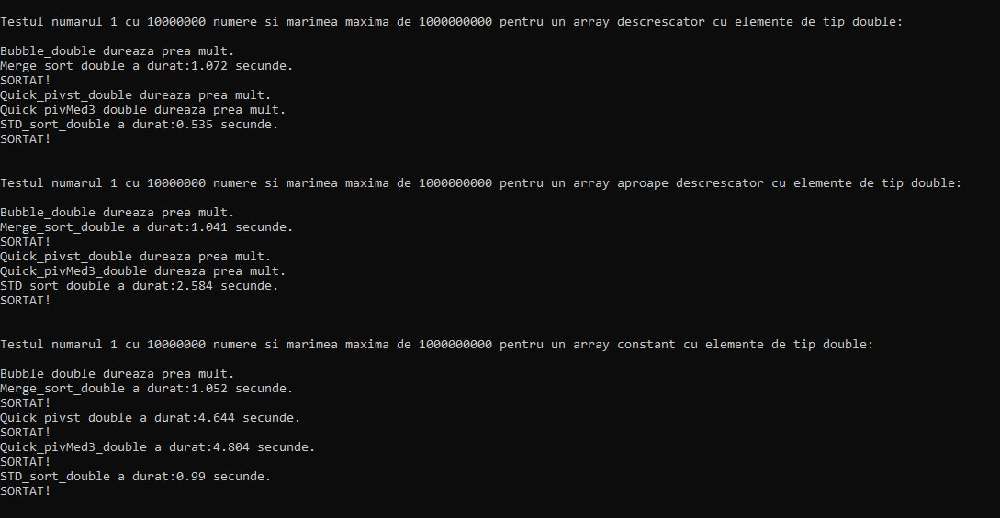 Testul numarul 1 cu 10000000 numere si marimea maxima de 1000000000 pentru un array descrescator cu elemente de tip double:
Bubble_double dureaza prea mult.
Merge_sort_double a durat:1.072 secunde.
SORTAT!
Quick_pivst_double dureaza prea mult.
Quick_pivMed3_double dureaza prea mult.
STD_sort_double a durat:0.535 secunde.
SORTAT!
Testul numarul 1 cu 10000000 numere si marimea maxima de 1000000000 pentru un array aproape descrescator cu elemente de tip double:
Bubble_double dureaza prea mult.
Merge_sort_double a durat:1.041 secunde.
SORTAT!
Quick_pivst_double dureaza prea mult.
Quick_pivMed3_double dureaza prea mult.
STD_sort_double a durat:2.584 secunde.
SORTAT!
Testul numarul 1 cu 10000000 numere si marimea maxima de 1000000000 pentru un array constant cu elemente de tip double:
Bubble_double dureaza prea mult.
Merge_sort_double a durat:1.052 secunde.
SORTAT!
Quick_pivst_double a durat:4.644 secunde.
SORTAT!
Quick_pivMed3_double a durat:4.804 secunde.
SORTAT!
STD_sort_double a durat:0.99 secunde.
SORTAT!